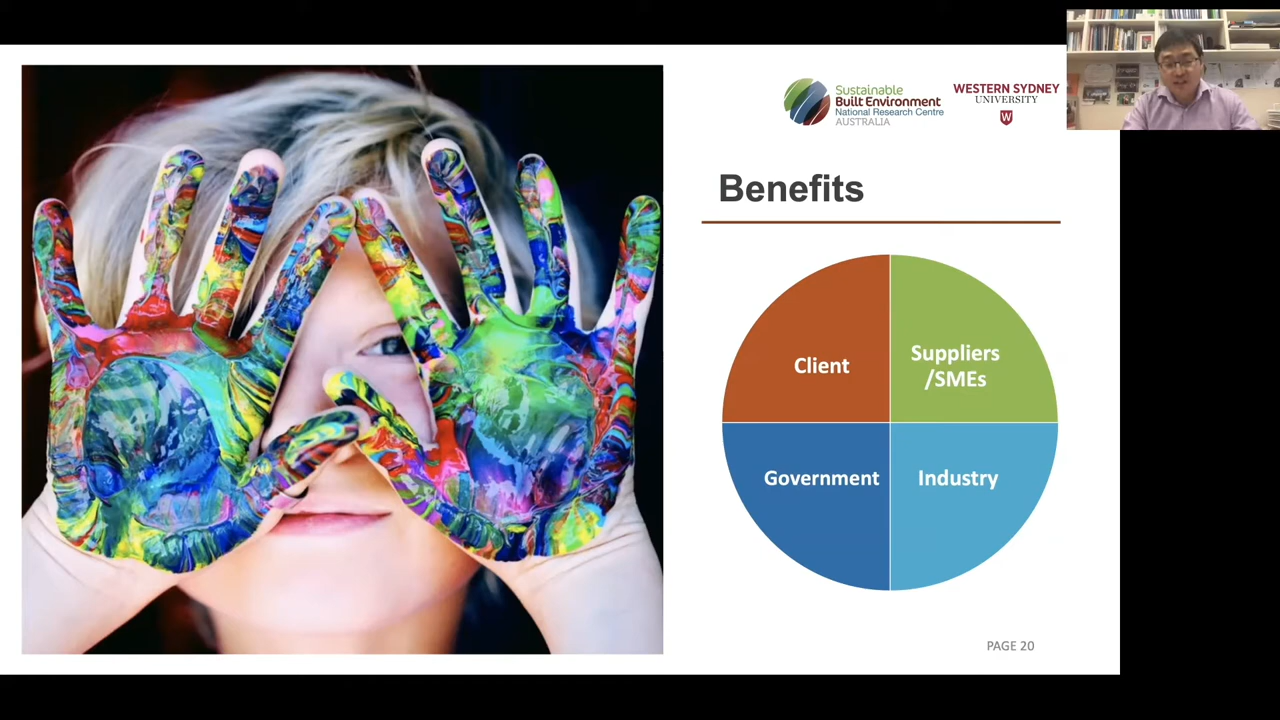 Sustainable
Built Environment
National Research Centre
AUSTRALIA
WESTERN SYDNEY
UNIVERSITY
W
Benefits
Client
Suppliers
/SMEs
Government
Industry
PAGE 20